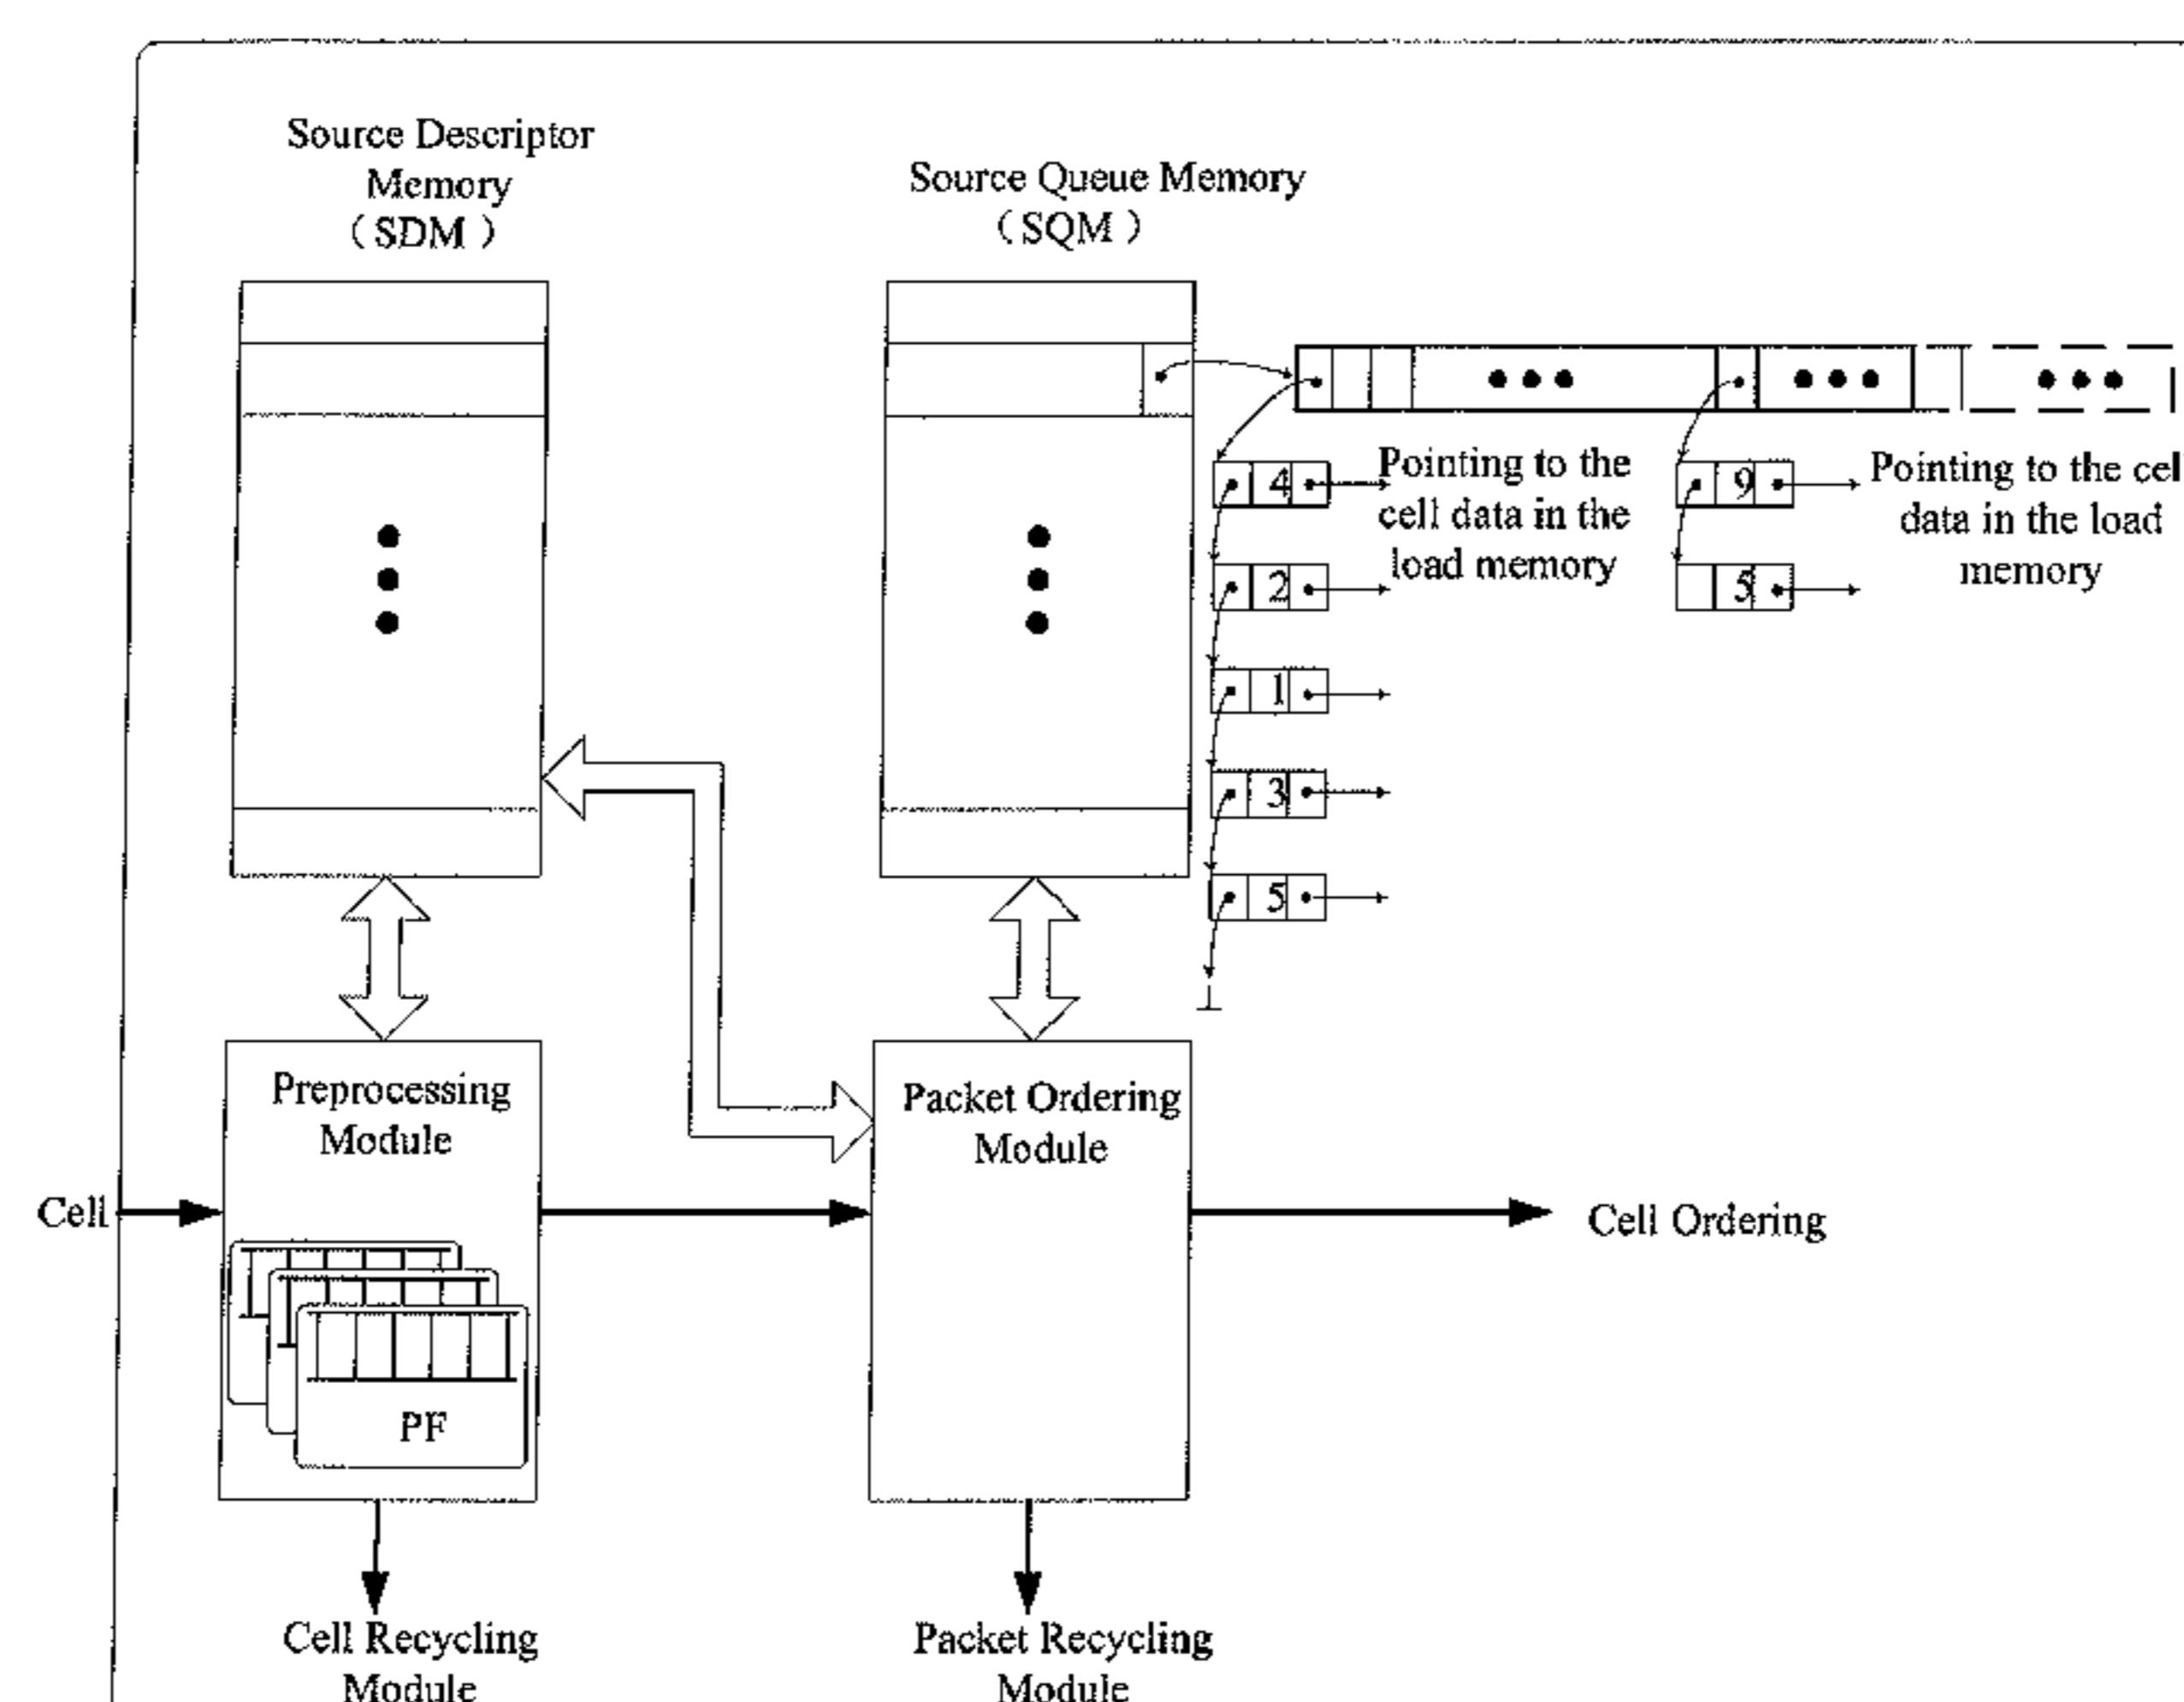 Source Descriptor
Memory
（SDM）
Source Queue Memory
（SQM）
4
Pointing to the
cell data in the
load memory
9
Pointing to the cel
data in the load
memory
2
5
1
3
5
Preprocessing
Module
Packet Ordering
Module
Cell
Cell Ordering
PF
Cell Recycling
Module
Packet Recycling
Module